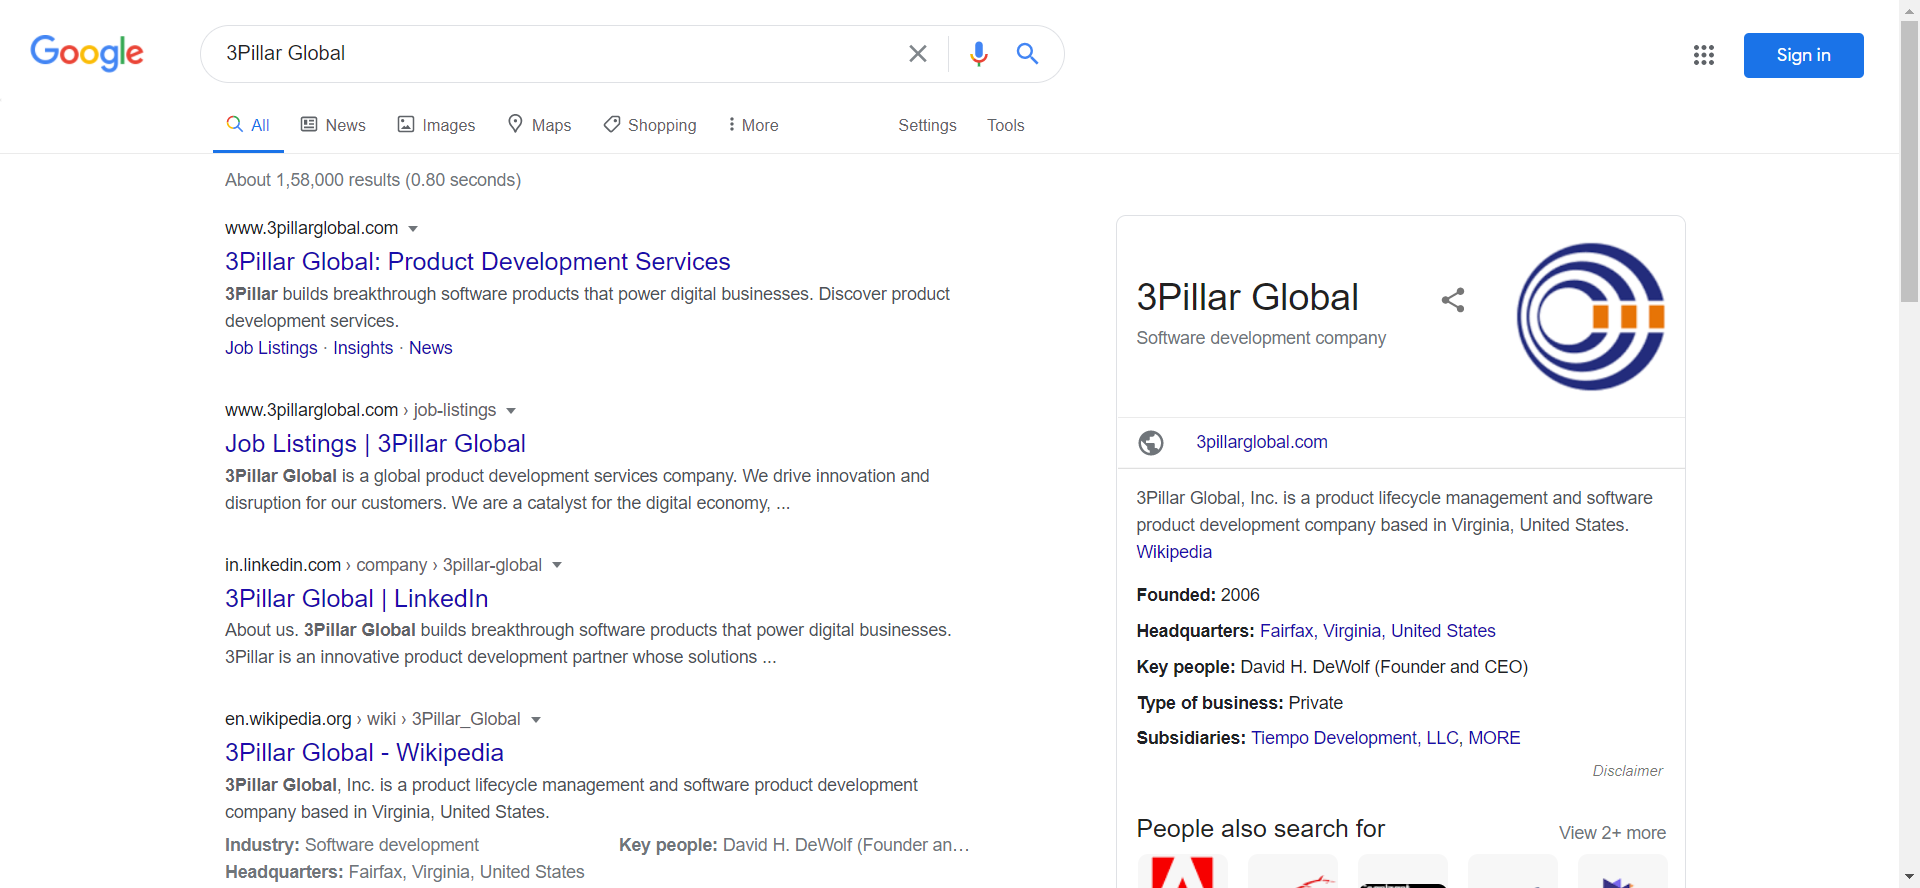 Google
3Pillar Global
Sign in
All
News
Images
Maps
Shopping
More
Settings
Tools
About 1,58,000 results (0.80 seconds)
www.3pillarglobal.com
3Pillar Global: Product Development Services
3Pillar builds breakthrough software products that power digital businesses. Discover product
development services.
Job Listings · Insights · News
www.3pillarglobal.com › job-listings
Job Listings | 3Pillar Global
3Pillar Global is a global product development services company. We drive innovation and
disruption for our customers. We are a catalyst for the digital economy, ...
in.linkedin.com › company › 3pillar-global
3Pillar Global | LinkedIn
About us. 3Pillar Global builds breakthrough software products that power digital businesses.
3Pillar is an innovative product development partner whose solutions ...
en.wikipedia.org › wiki › 3Pillar_Global
3Pillar Global - Wikipedia
3Pillar Global, Inc. is a product lifecycle management and software product development
company based in Virginia, United States.
Industry: Software development
Key people: David H. DeWolf (Founder an…
Headquarters: Fairfax, Virginia, United States
3Pillar Global
Software development company
3pillarglobal.com
3Pillar Global, Inc. is a product lifecycle management and software
product development company based in Virginia, United States.
Wikipedia
Founded: 2006
Headquarters: Fairfax, Virginia, United States
Key people: David H. DeWolf (Founder and CEO)
Type of business: Private
Subsidiaries: Tiempo Development, LLC, MORE
Disclaimer
People also search for
View 2+ more